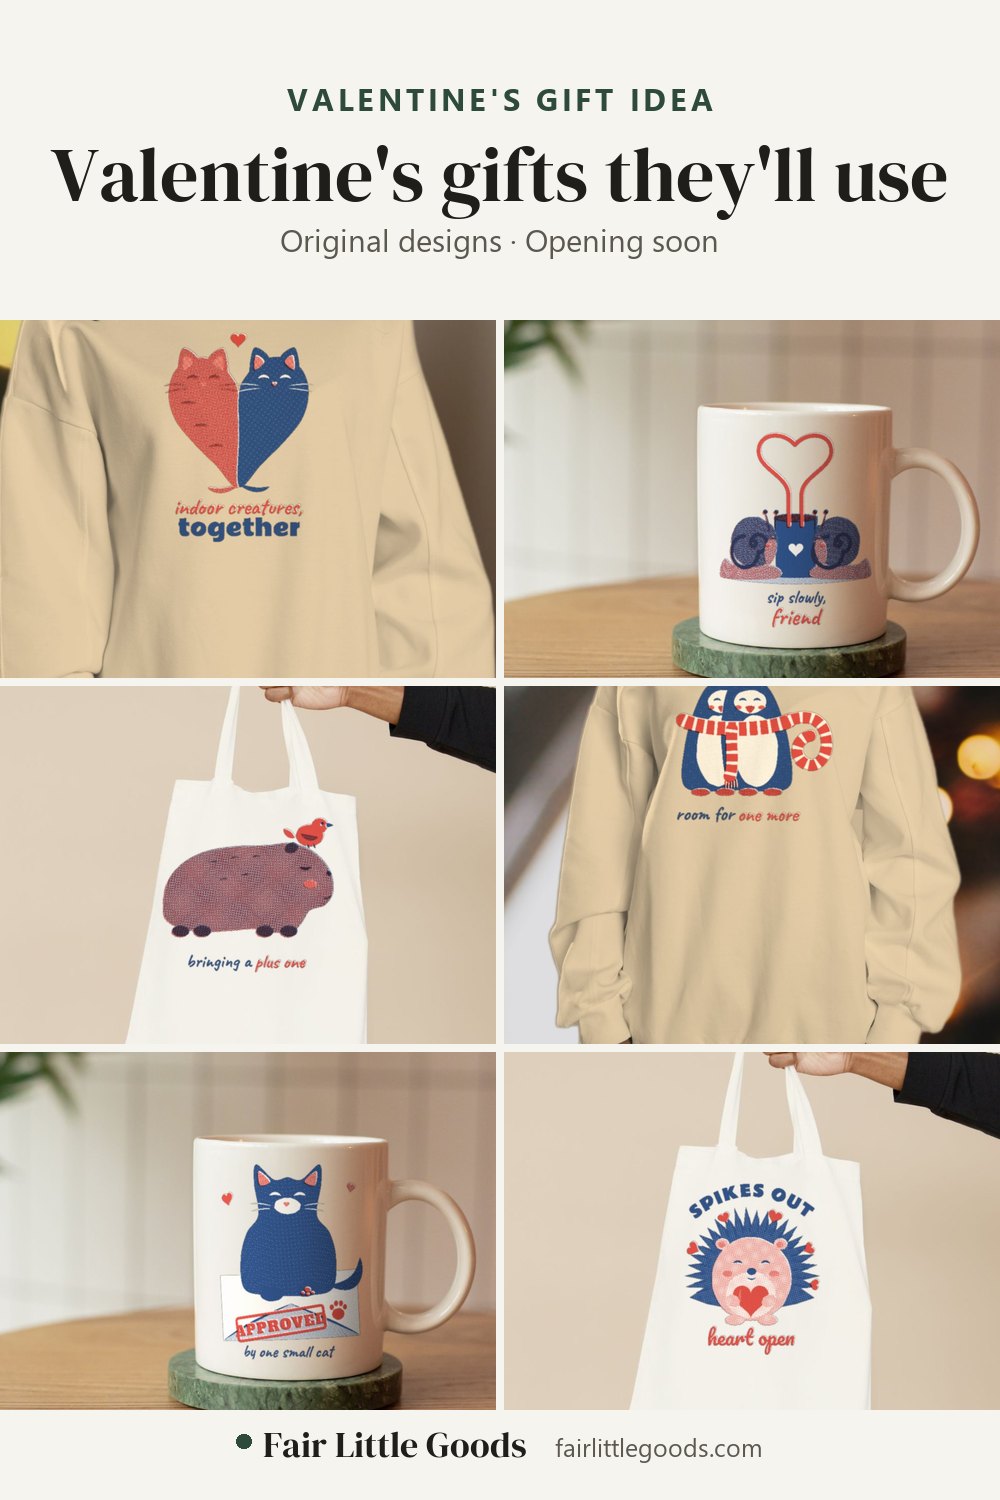 VALENTINE'S GIFT IDEA
Valentine's gifts they'll use
Original designs · Opening soon
indoor creatures,
together
sip slowly,
friend
bringing a plus one
room for one more
APPROVED
by one small cat
SPIKES OUT
heart open
Fair Little Goods
fairlittlegoods.com